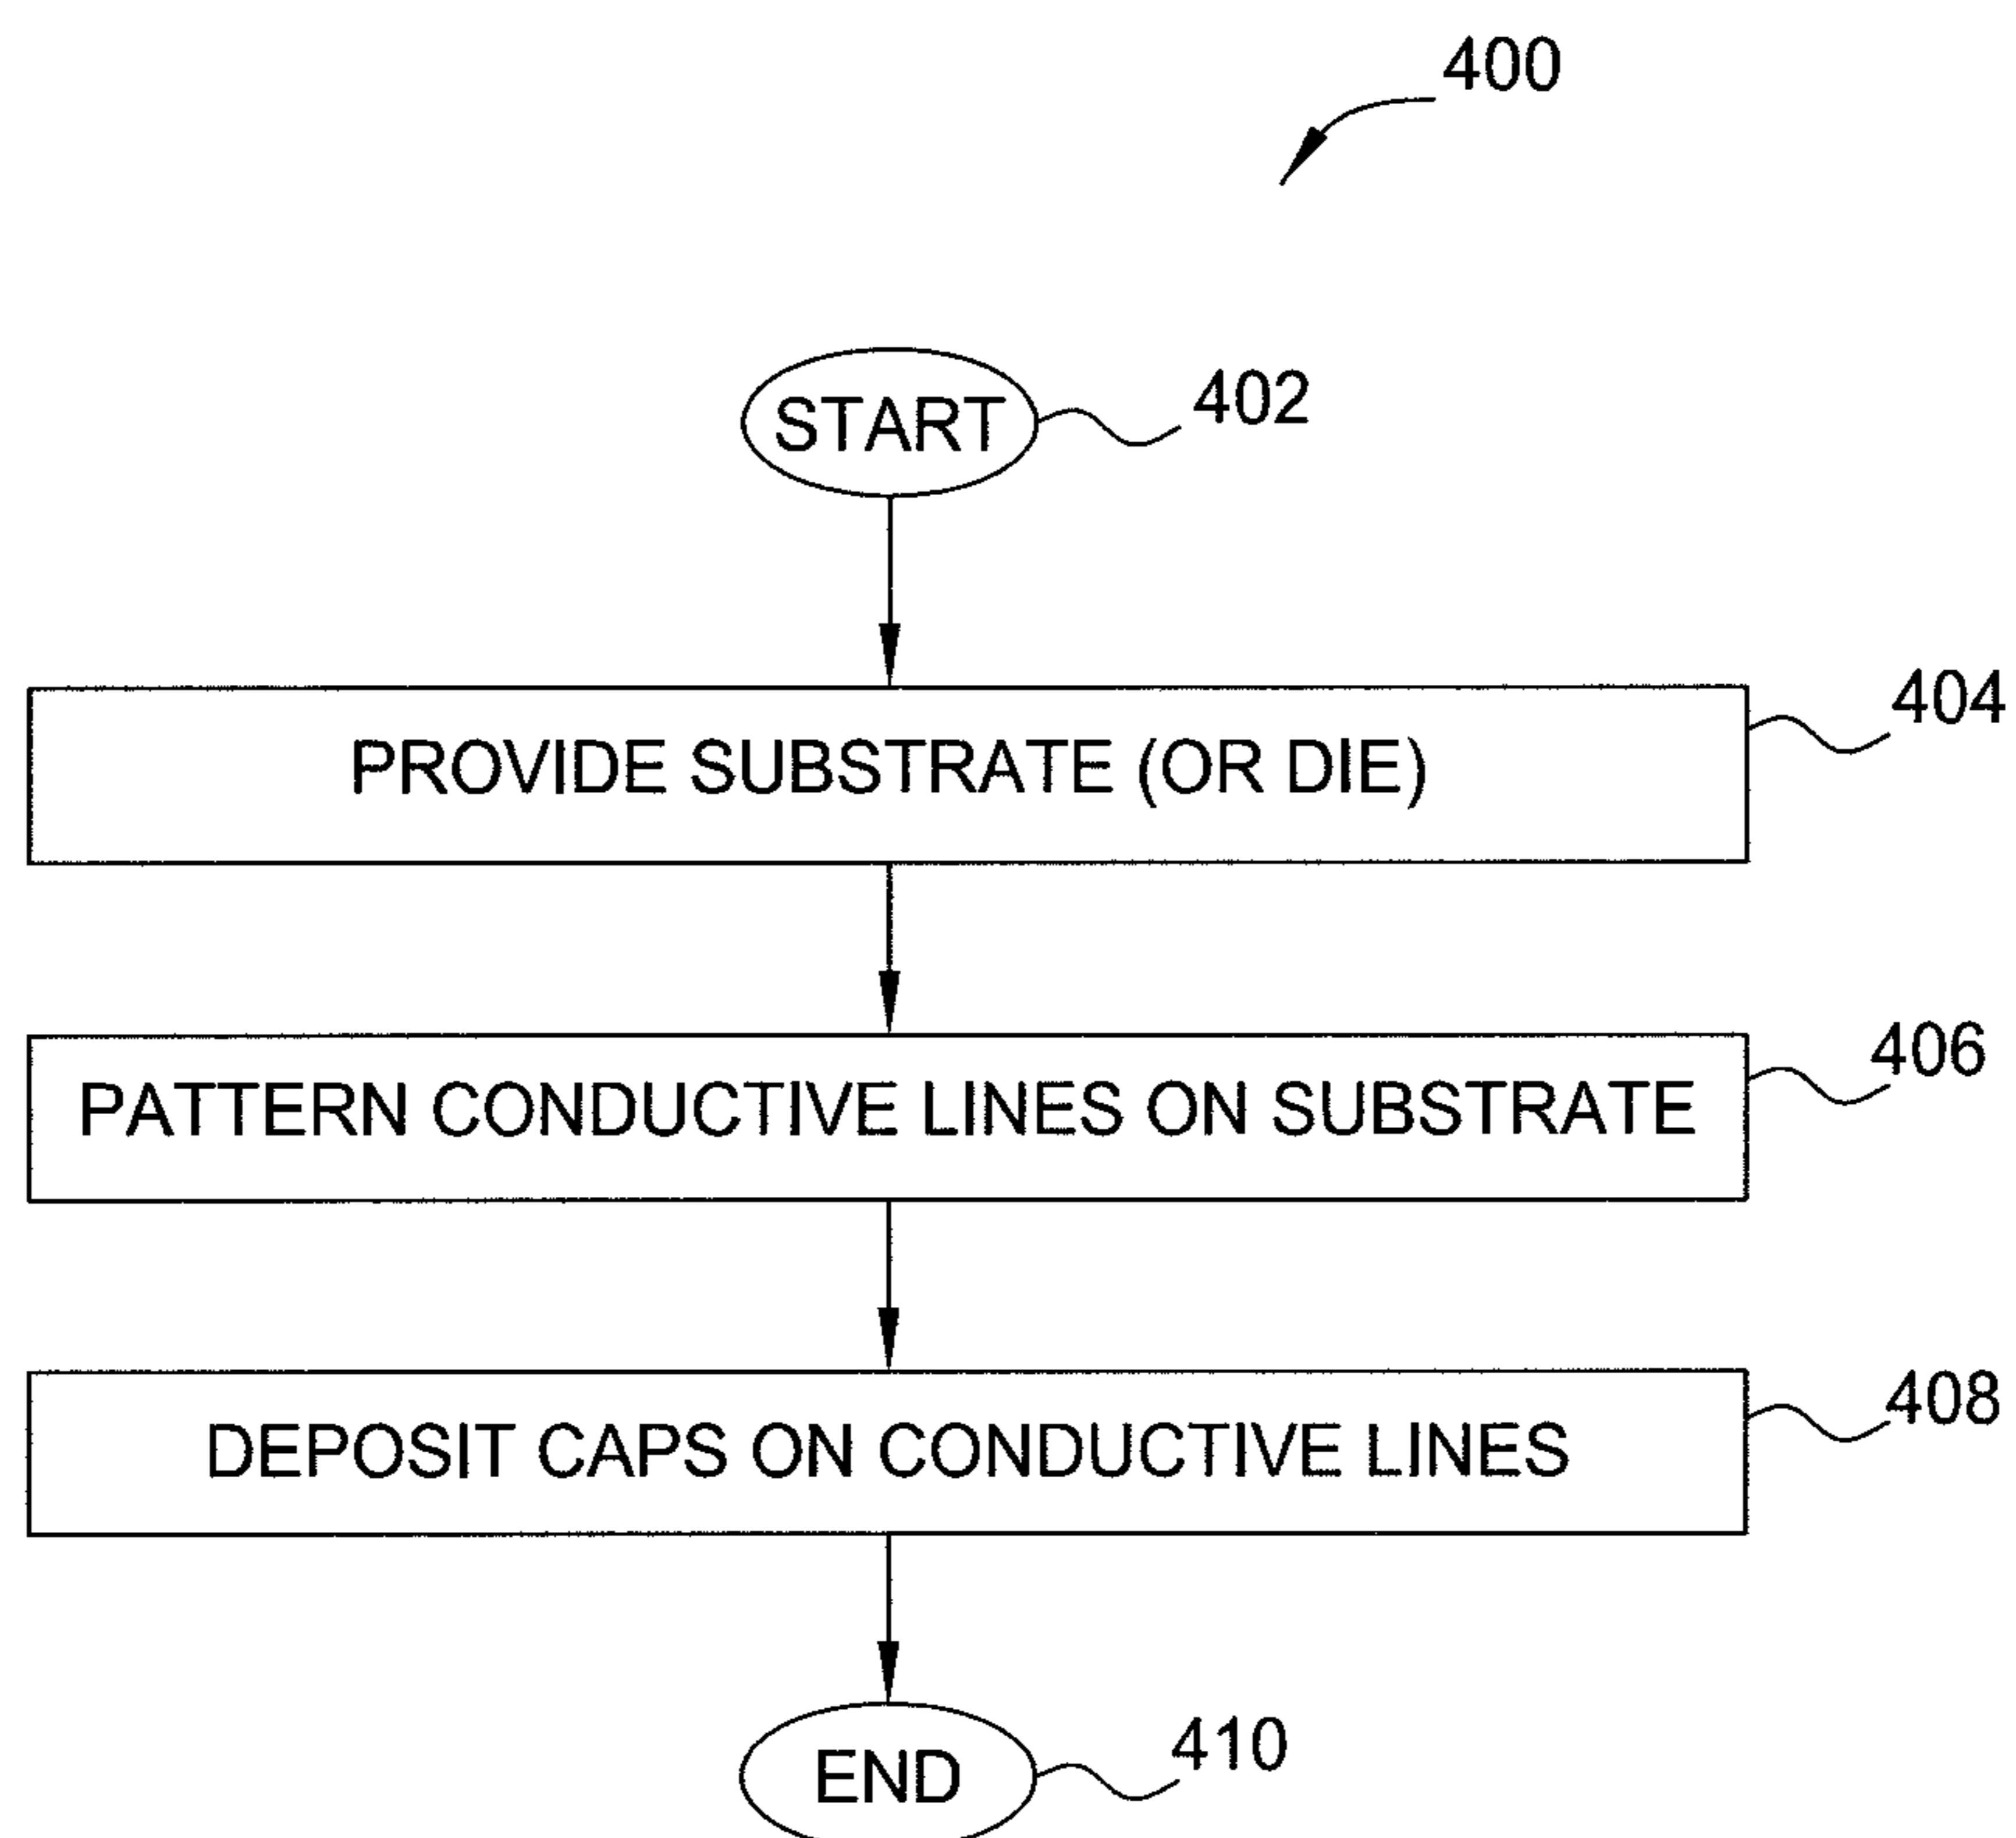 400
START
402
PROVIDE SUBSTRATE (OR DIE)
404
PATTERN CONDUCTIVE LINES ON SUBSTRATE
406
DEPOSIT CAPS ON CONDUCTIVE LINES
408
END
410